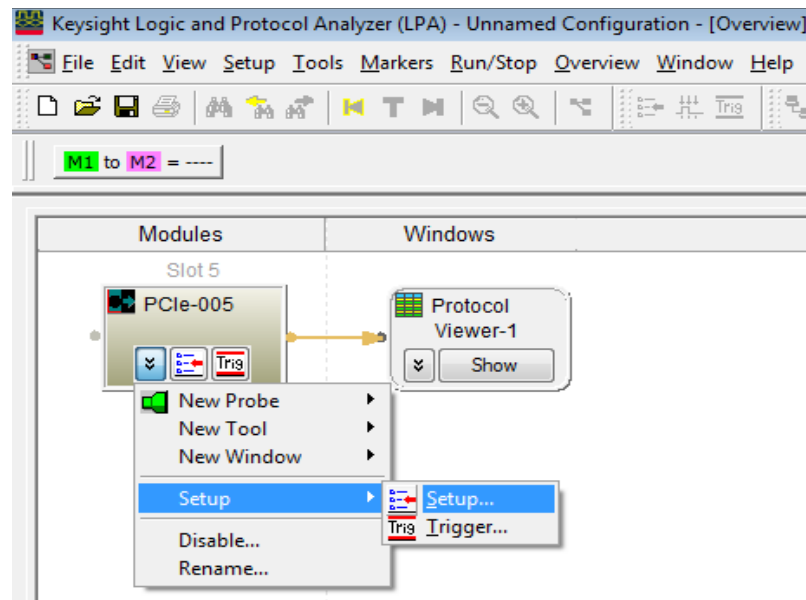 Keysight Logic and Protocol Analyzer (LPA) - Unnamed Configuration - [Overview]
File Edit View Setup Tools Markers Run/Stop Overview Window Help
T Trig
M1 to M2 = ----
Modules Windows
Slot 5
PCIe-005
Protocol
Viewer-1
Trig
Show
New Probe
New Tool
New Window
Setup
Setup...
Trig Trigger...
Disable...
Rename...